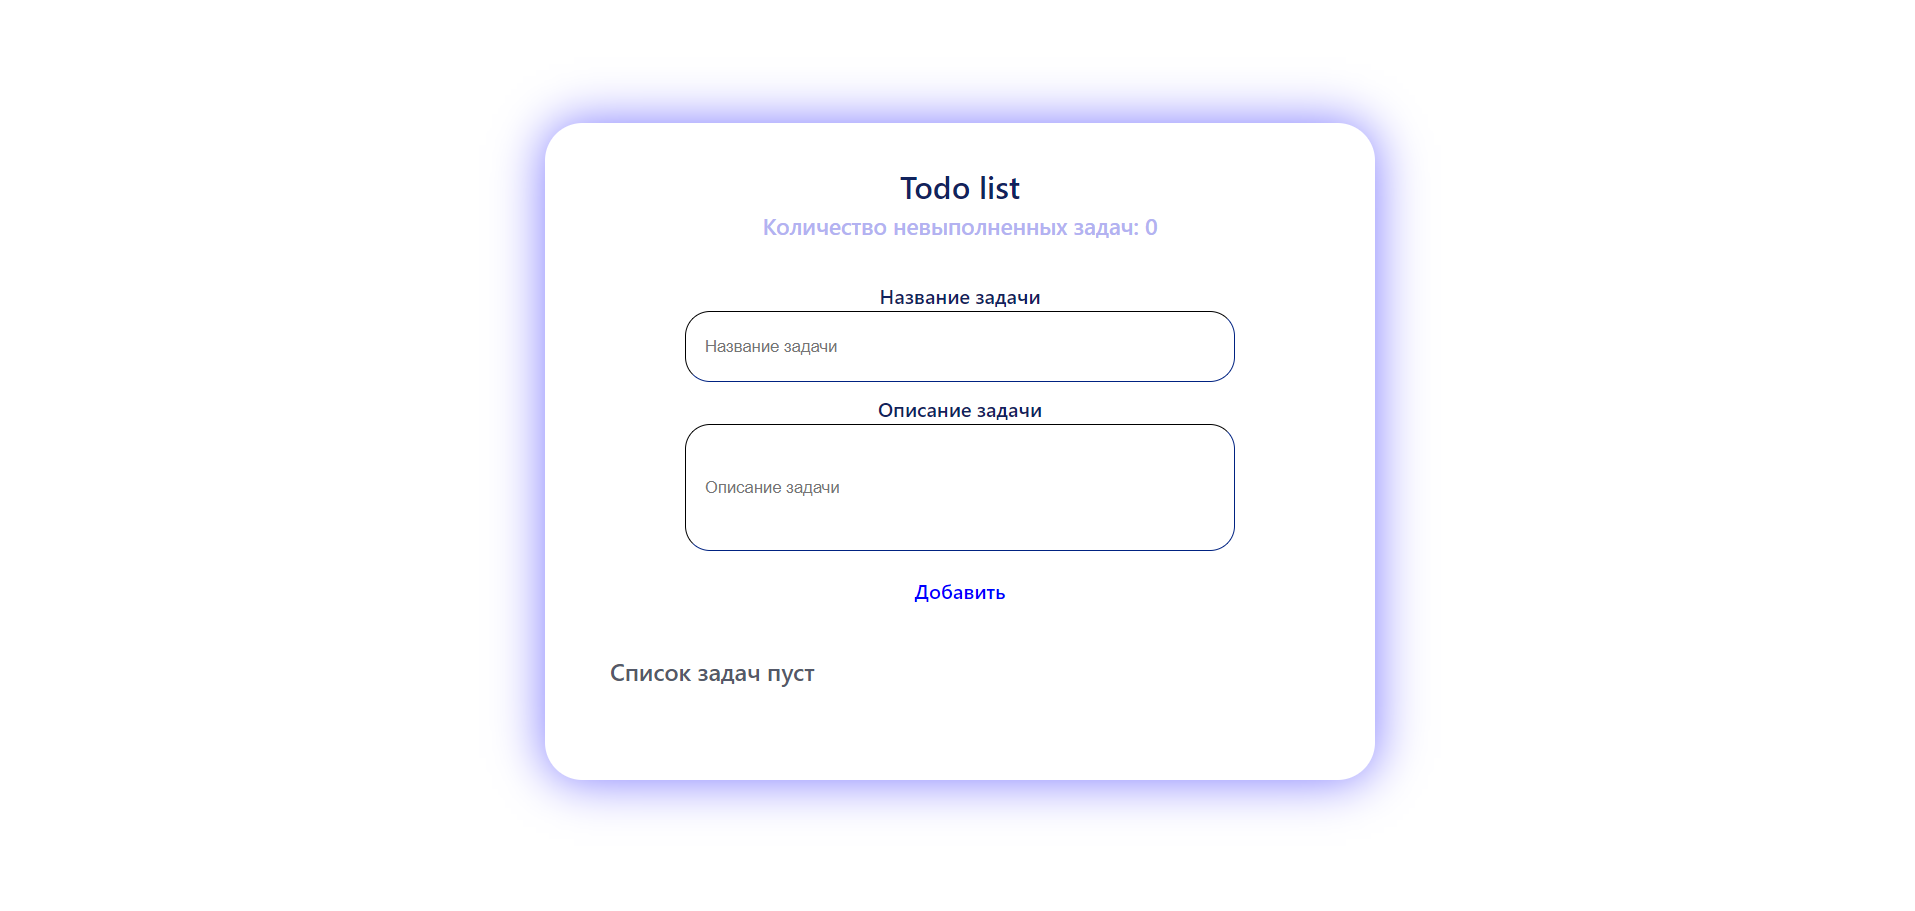 Todo list
Количество невыполненных задач: 0
Название задачи
Название задачи
Описание задачи
Описание задачи
Добавить
Список задач пуст